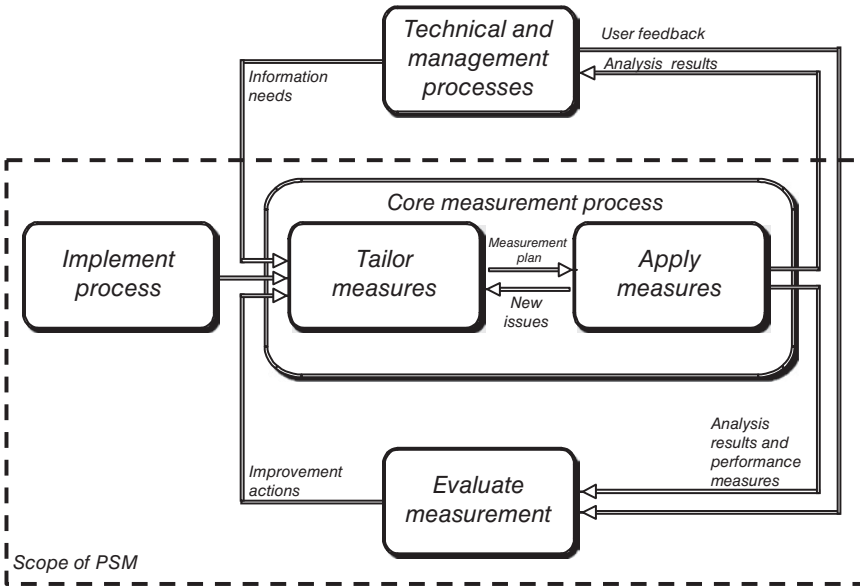 Technical and
management
processes
User feedback
Analysis results
Information
needs
Core measurement process
Implement
process
Tailor
measures
Measurement
plan
New
issues
Apply
measures
Analysis
results and
performance
measures
Improvement
actions
Evaluate
measurement
Scope of PSM